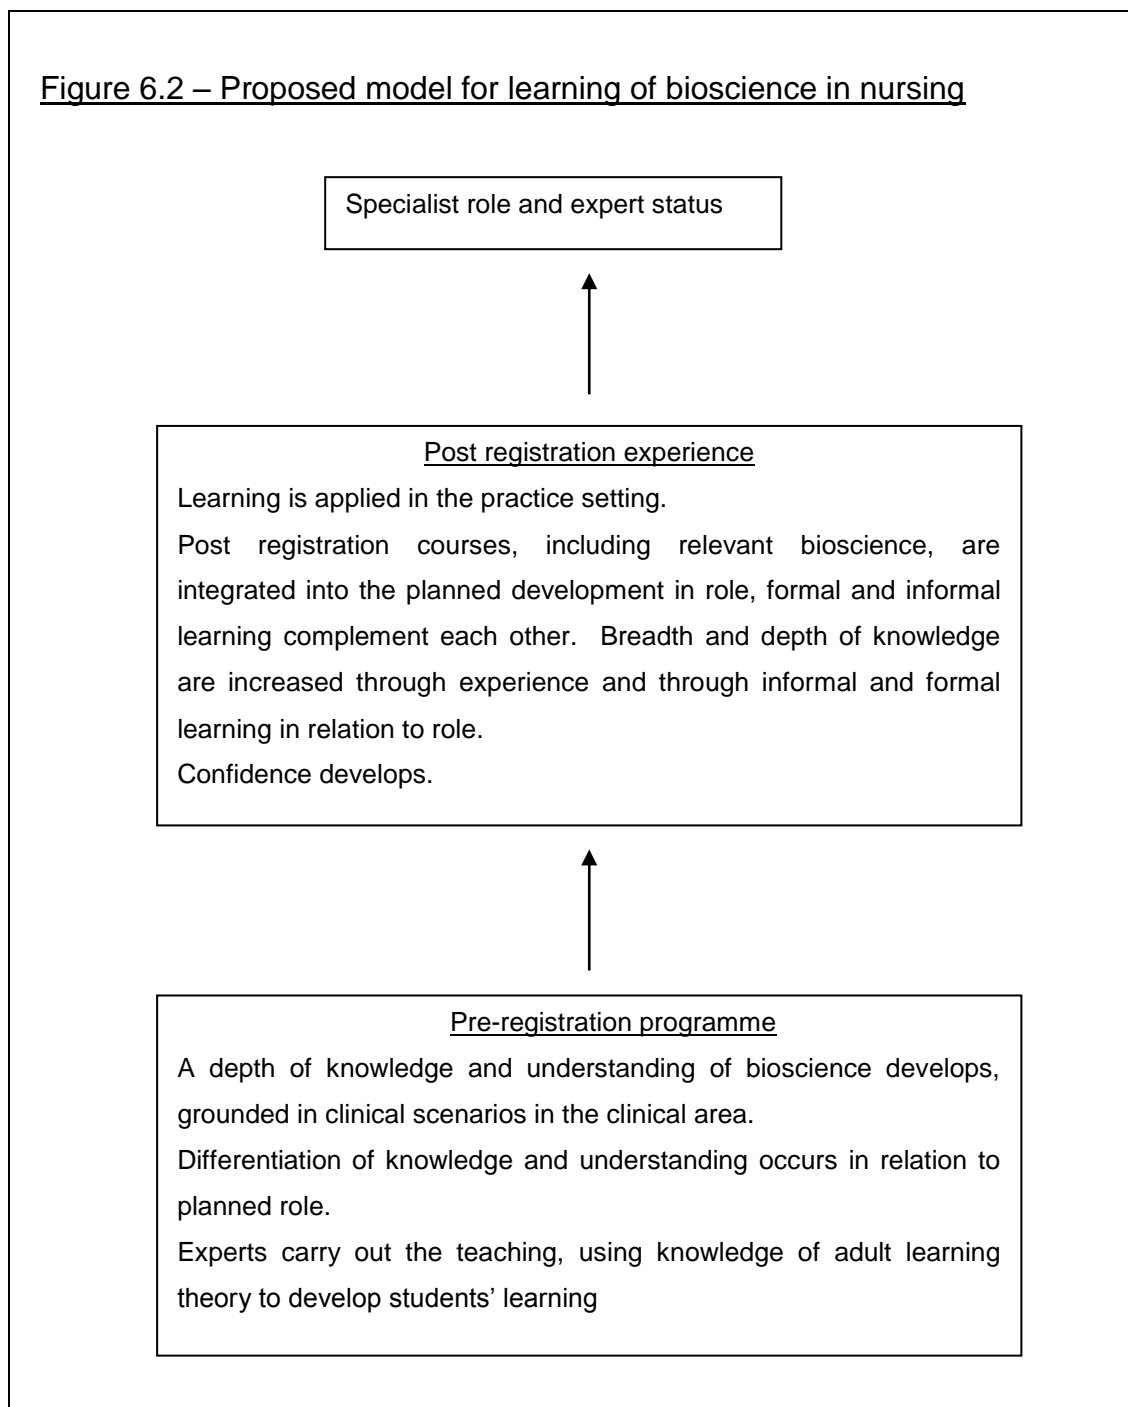 Figure 6.2 – Proposed model for learning of bioscience in nursing
Specialist role and expert status
Post registration experience
Learning is applied in the practice setting.
Post registration courses, including relevant bioscience, are
integrated into the planned development in role, formal and informal
learning complement each other.  Breadth and depth of knowledge
are increased through experience and through informal and formal
learning in relation to role.
Confidence develops.
Pre-registration programme
A depth of knowledge and understanding of bioscience develops,
grounded in clinical scenarios in the clinical area.
Differentiation of knowledge and understanding occurs in relation to
planned role.
Experts carry out the teaching, using knowledge of adult learning
theory to develop students’ learning